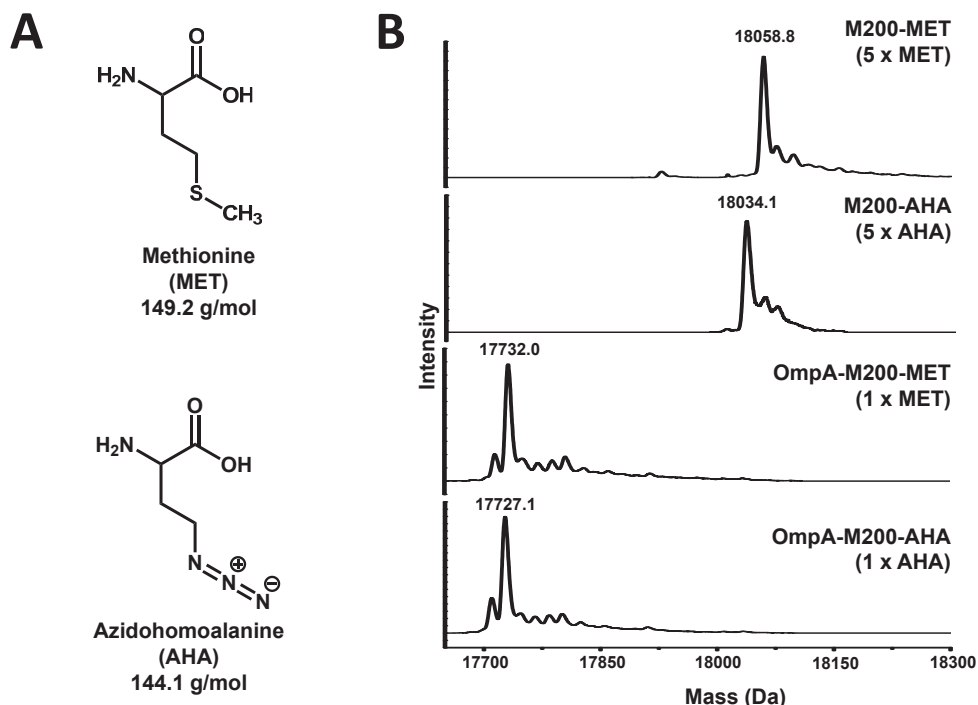 A
O
H₂N
OH
S
CH₃
Methionine
(MET)
149.2 g/mol
O
H₂N
OH
N
⊕
N
⊖
N
Azidohomoalanine
(AHA)
144.1 g/mol
B
18058.8
M200-MET
(5 x MET)
18034.1
M200-AHA
(5 x AHA)
Intensity
17732.0
OmpA-M200-MET
(1 x MET)
17727.1
OmpA-M200-AHA
(1 x AHA)
17700 17850 18000 18150 18300
Mass (Da)